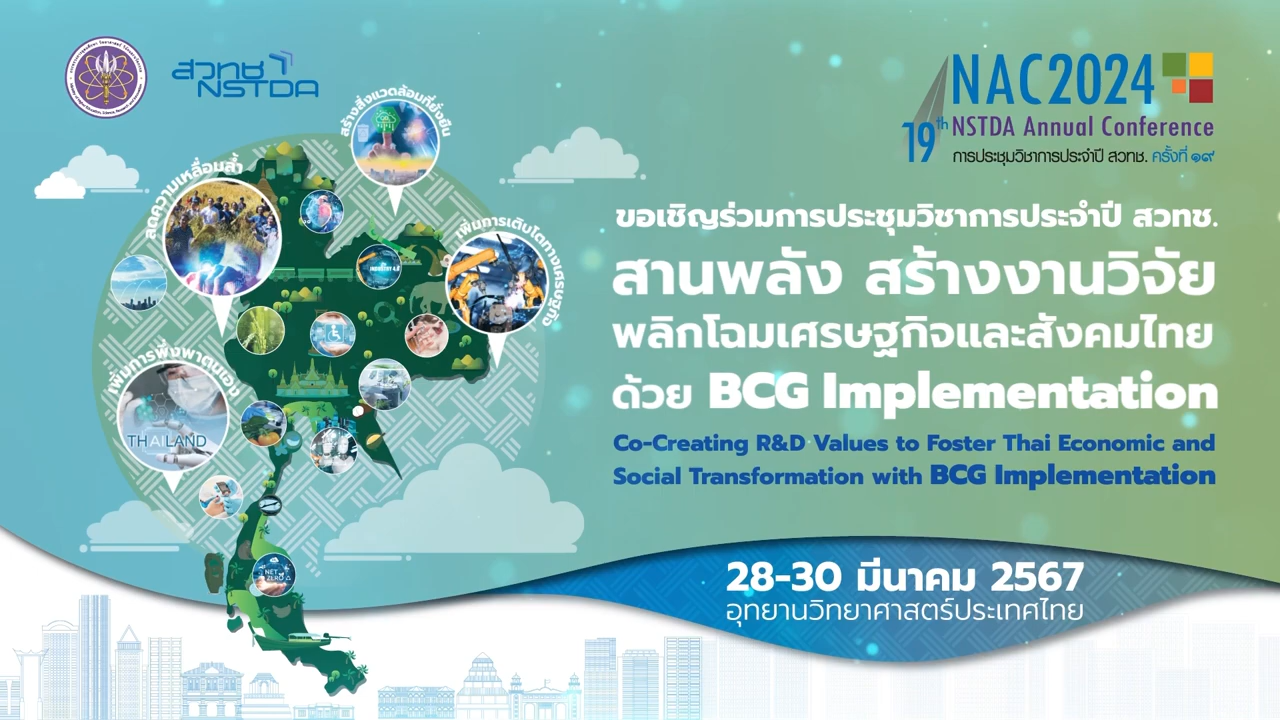 สวทช
NSTDA
NAC2024
19th NSTDA Annual Conference
การประชุมวิชาการประจำปี สวทช. ครั้งที่ ๑๙
สร้างสิ่งแวดล้อมที่ยั่งยืน
ลดความเหลื่อมล้ำ
เพิ่มการเติบโตทางเศรษฐกิจ
INDUSTRY 4.0
เพิ่มการพึ่งพาตนเอง
THAILAND
NET ZERO
ขอเชิญร่วมการประชุมวิชาการประจำปี สวทช.
สานพลัง สร้างงานวิจัย
พลิกโฉมเศรษฐกิจและสังคมไทย
ด้วย BCG Implementation
Co-Creating R&D Values to Foster Thai Economic and
Social Transformation with BCG Implementation
28-30 มีนาคม 2567
อุทยานวิทยาศาสตร์ประเทศไทย